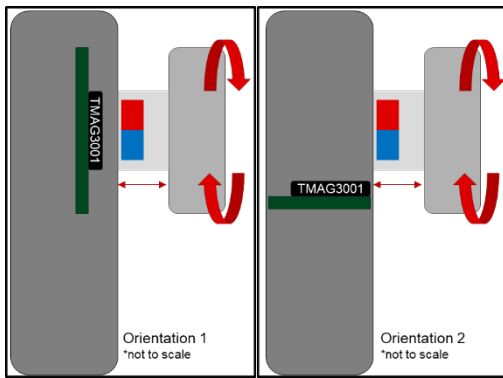 TMAG3001
Orientation 1
*not to scale
TMAG3001
Orientation 2
*not to scale